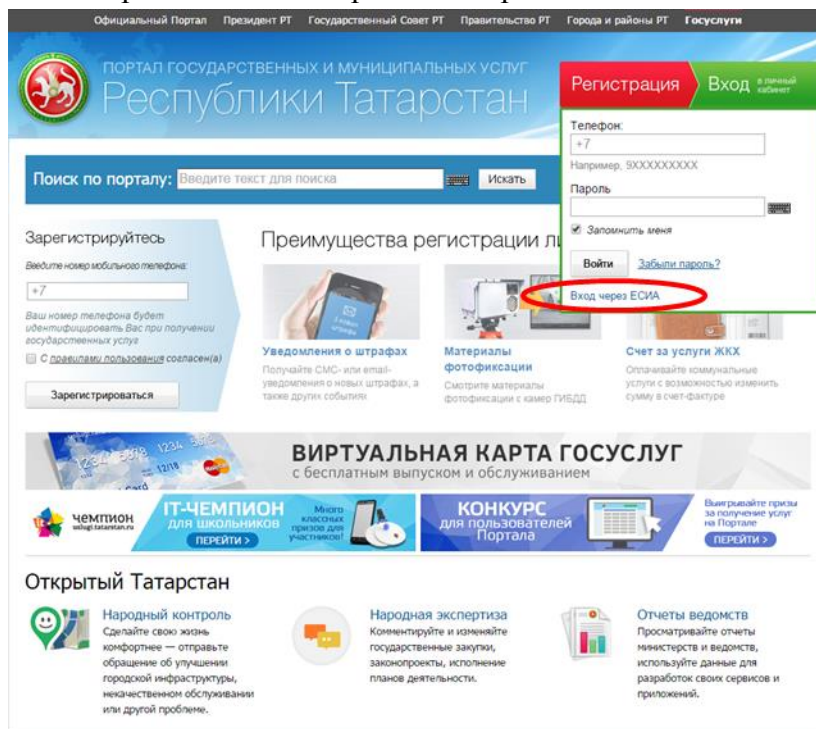 Официальный Портал Президент РТ Государственный Совет РТ Правительство РТ Города и районы РТ Госуслуги
ПОРТАЛ ГОСУДАРСТВЕННЫХ И МУНИЦИПАЛЬНЫХ УСЛУГ
Республики Татарстан
Регистрация
Вход в личный
кабинет
Телефон:
+7
Например, 9XXXXXXXXX
Пароль
Запомнить меня
Войти Забыли пароль?
Вход через ЕСИА
Поиск по порталу: Введите текст для поиска Искать
Зарегистрируйтесь
Введите номер мобильного телефона:
+7
Ваш номер телефона будет
идентифицировать Вас при получении
государственных услуг
С правилами пользования согласен(а)
Зарегистрироваться
Преимущества регистрации
Уведомления о штрафах
Получайте СМС- или email-
уведомления о новых штрафах, а
также других событиях
Материалы
фотофиксации
Смотрите материалы
фотофиксации с камер ГИБДД
Счет за услуги ЖКХ
Оплачивайте коммунальные
услуги с возможностью изменить
сумму в счет-фактуре
ВИРТУАЛЬНАЯ КАРТА ГОСУСЛУГ
с бесплатным выпуском и обслуживанием
чемпион
uslugi.tatarstan.ru
IT-ЧЕМПИОН
для школьников
ПЕРЕЙТИ >
Много
классных
призов для
участников!
КОНКУРС
для пользователей
Портала
Выигрывайте призы
за получение услуг
на Портале
ПЕРЕЙТИ >
Открытый Татарстан
Народный контроль
Сделайте свою жизнь
комфортнее — отправьте
обращение об улучшении
городской инфраструктуры,
некачественном обслуживании
или другой проблеме.
Народная экспертиза
Комментируйте и изменяйте
государственные закупки,
законопроекты, исполнение
планов деятельности.
Отчеты ведомств
Просматривайте отчеты
министерств и ведомств,
используйте данные для
разработок своих сервисов и
приложений.